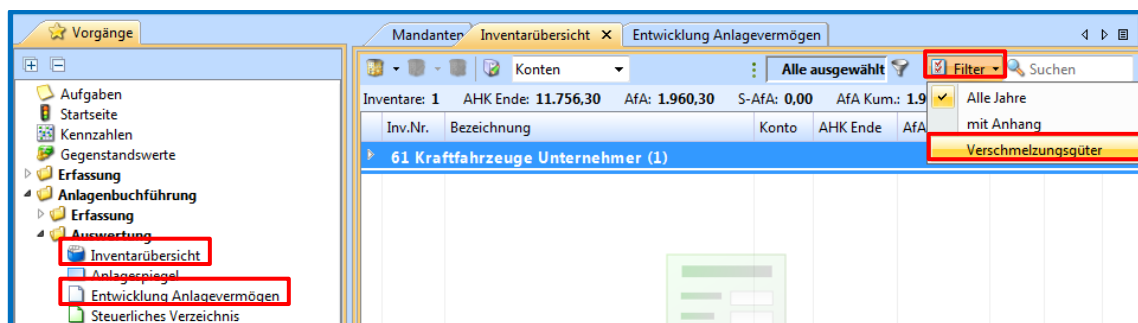 Vorgänge
Aufgaben
Startseite
Kennzahlen
Gegenstandswerte
Erfassung
Anlagenbuchführung
Erfassung
Auswertung
Inventarübersicht
Anlagespiegel
Entwicklung Anlagevermögen
Steuerliches Verzeichnis
Mandanten Inventarübersicht Entwicklung Anlagevermögen
Konten Alle ausgewählt Filter Suchen
Inventare: 1 AHK Ende: 11.756,30 AfA: 1.960,30 S-AfA: 0,00 AfA Kum.: 1.9
Inv.Nr. Bezeichnung Konto AHK Ende AfA
61 Kraftfahrzeuge Unternehmer (1)
Alle Jahre
mit Anhang
Verschmelzungsgüter